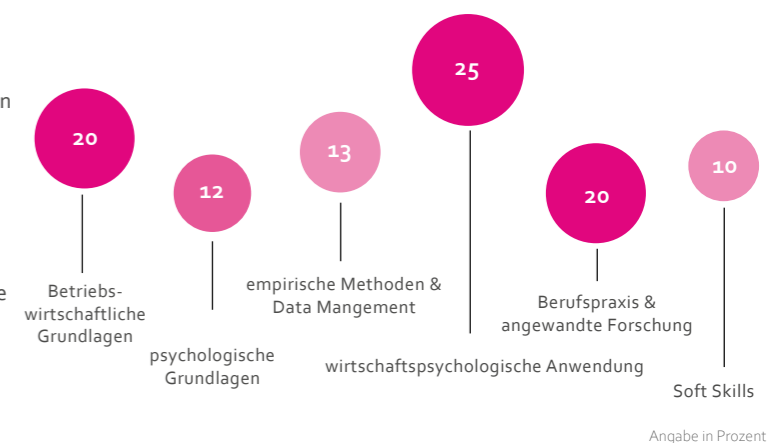 20
Betriebs-
wirtschaftliche
Grundlagen
12
psychologische
Grundlagen
13
empirische Methoden &
Data Mangement
25
wirtschaftspsychologische Anwendung
20
Berufspraxis &
angewandte Forschung
10
Soft Skills
Angabe in Prozent
n
e